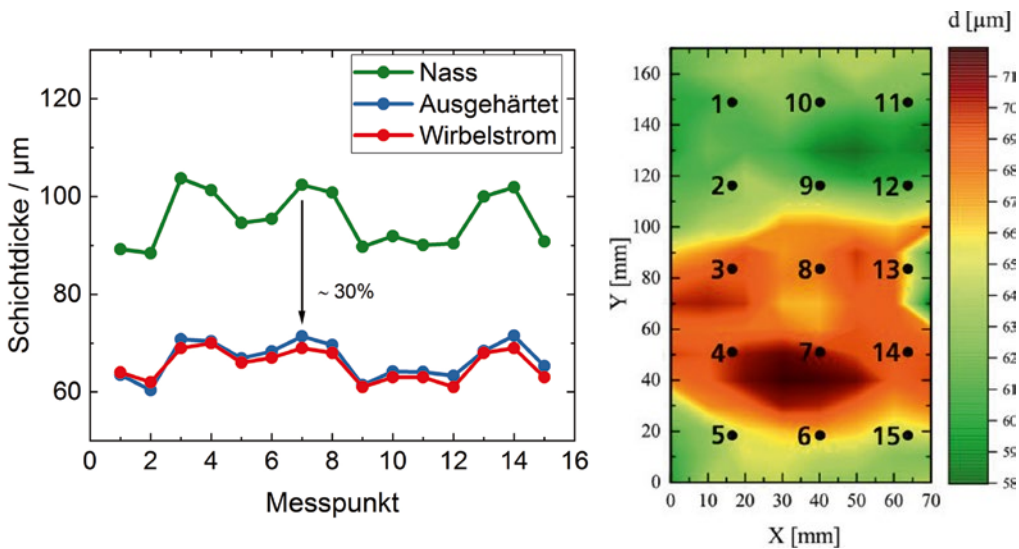 Nass
Ausgehärtet
Wirbelstrom
~ 30%
Schichtdicke / µm
120
100
80
60
0 2 4 6 8 10 12 14 16
Messpunkt
d [µm]
160
140
120
100
80
60
40
20
0
Y [mm]
1 10 11
2 9 12
3 8 13
4 7 14
5 6 15
0 10 20 30 40 50 60 70
X [mm]
71
70
68
67
66
65
63
62
61
59
58